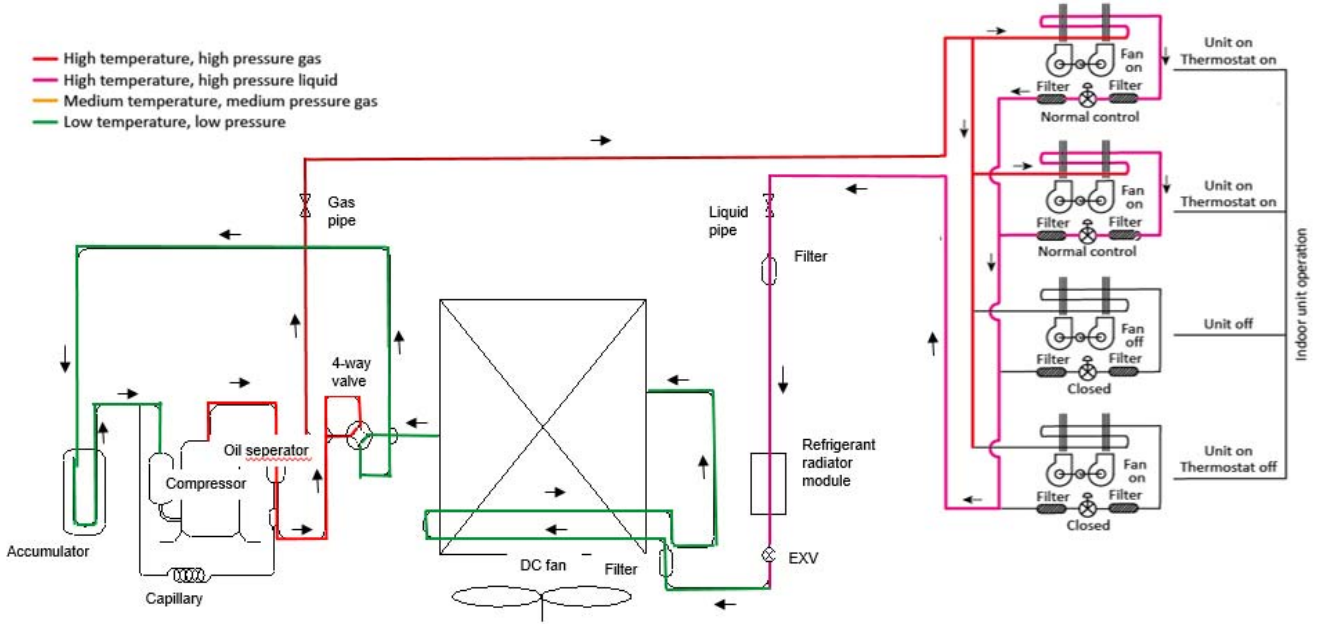 High temperature, high pressure gas
High temperature, high pressure liquid
Medium temperature, medium pressure gas
Low temperature, low pressure
Gas
pipe
Liquid
pipe
Filter
4-way
valve
Oil seperator
Compressor
Accumulator
Capillary
DC fan
Filter
Refrigerant
radiator
module
EXV
Fan
on
Filter
Filter
Normal control
Unit on
Thermostat on
Fan
on
Filter
Filter
Normal control
Unit on
Thermostat on
Fan
off
Filter
Filter
Closed
Unit off
Fan
on
Filter
Filter
Closed
Unit on
Thermostat off
Indoor unit operation